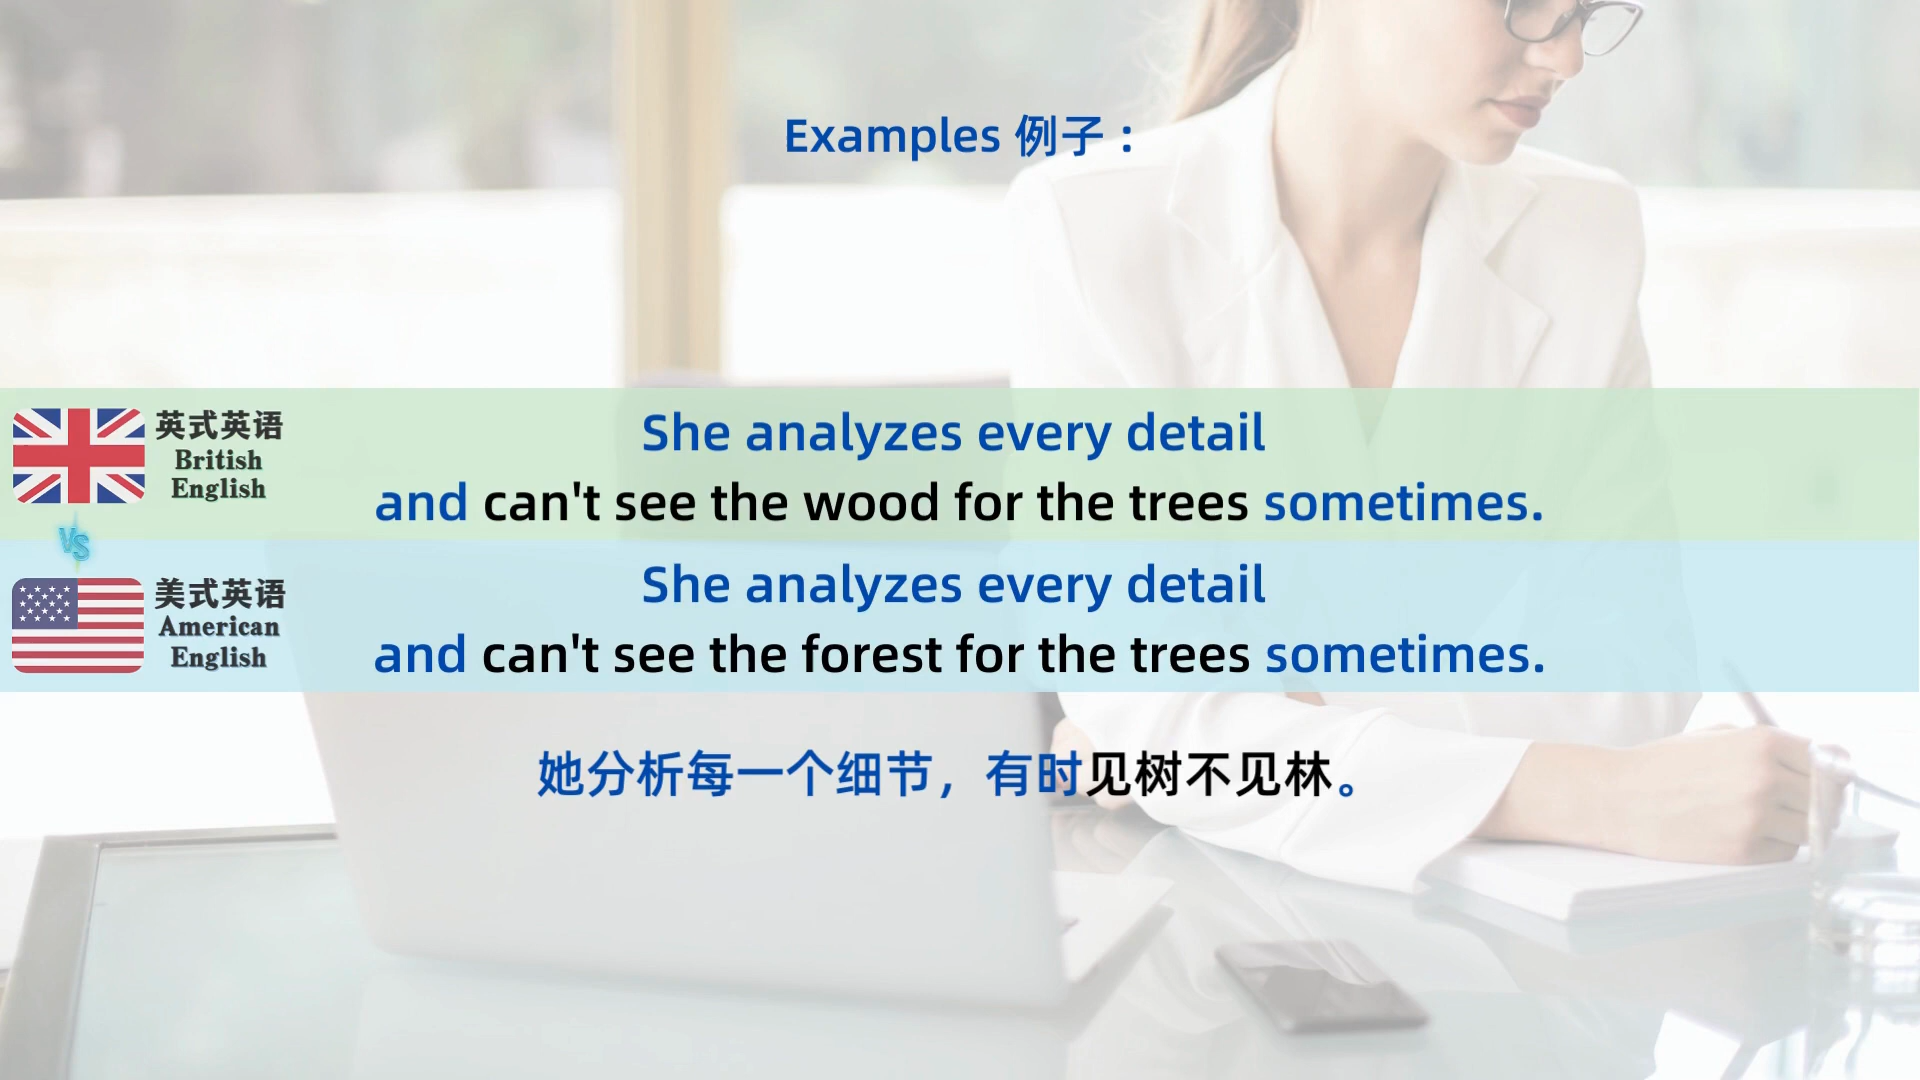 Examples 例子：
英式英语
British
English
She analyzes every detail
and can't see the wood for the trees sometimes.
VS
美式英语
American
English
She analyzes every detail
and can't see the forest for the trees sometimes.
她分析每一个细节，有时见树不见林。